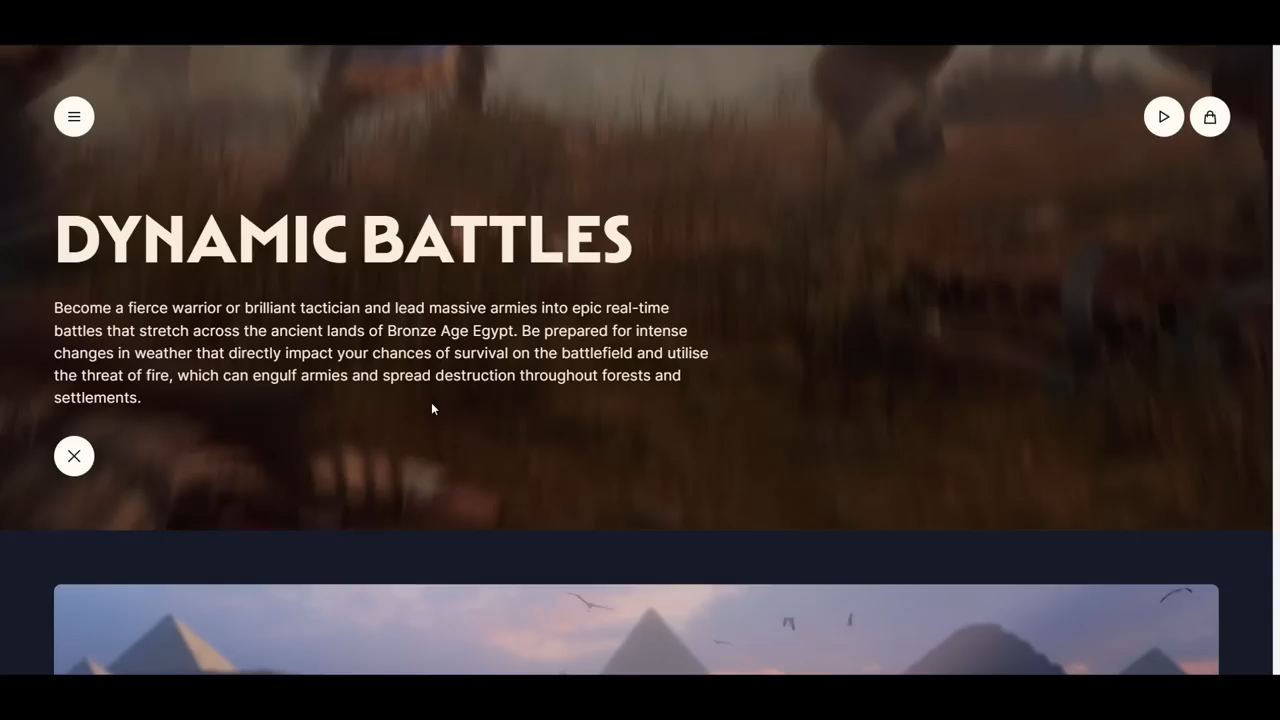 DYNAMIC BATTLES
Become a fierce warrior or brilliant tactician and lead massive armies into epic real-time
battles that stretch across the ancient lands of Bronze Age Egypt. Be prepared for intense
changes in weather that directly impact your chances of survival on the battlefield and utilise
the threat of fire, which can engulf armies and spread destruction throughout forests and
settlements.